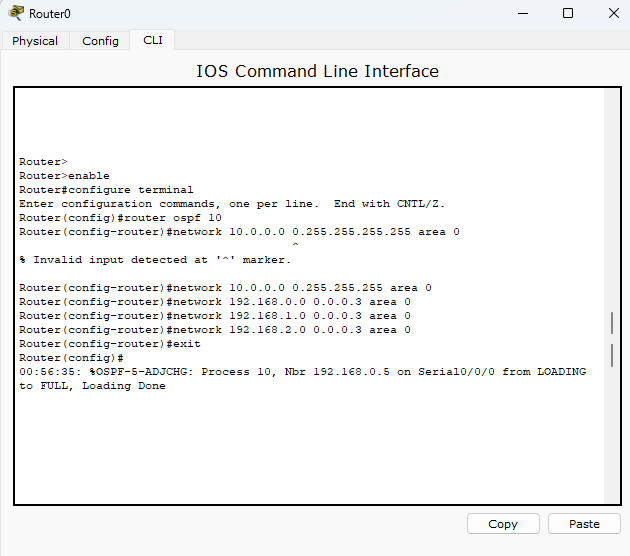 Router0
Physical Config CLI
IOS Command Line Interface
Router>
Router>enable
Router#configure terminal
Enter configuration commands, one per line.  End with CNTL/Z.
Router(config)#router ospf 10
Router(config-router)#network 10.0.0.0 0.255.255.255.255 area 0
                                        ^
% Invalid input detected at '^' marker.
Router(config-router)#network 10.0.0.0 0.255.255.255 area 0
Router(config-router)#network 192.168.0.0 0.0.0.3 area 0
Router(config-router)#network 192.168.1.0 0.0.0.3 area 0
Router(config-router)#network 192.168.2.0 0.0.0.3 area 0
Router(config-router)#exit
Router(config)#
00:56:35: %OSPF-5-ADJCHG: Process 10, Nbr 192.168.0.5 on Serial0/0/0 from LOADING
to FULL, Loading Done
Copy Paste